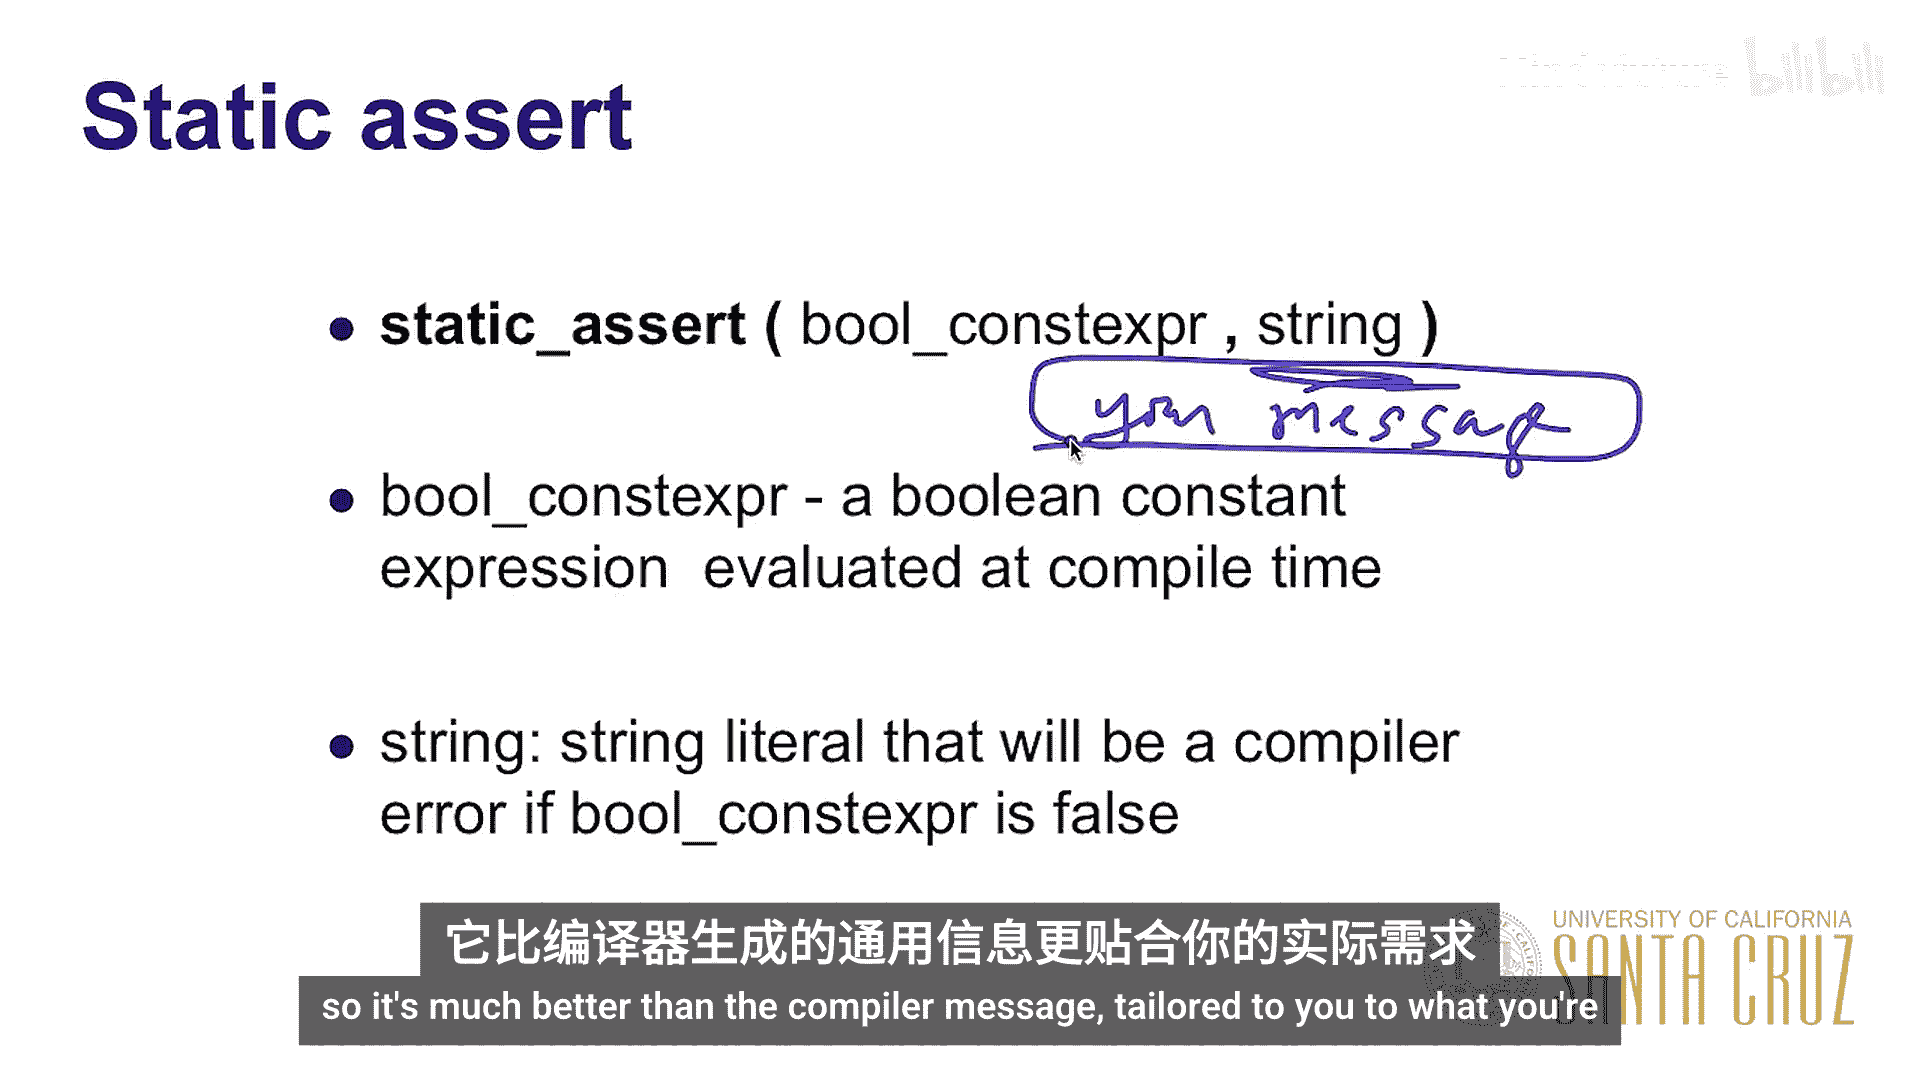 bilibili
Static assert
static_assert ( bool_constexpr , string )
your message
bool_constexpr - a boolean constant
expression evaluated at compile time
string: string literal that will be a compiler
error if bool_constexpr is false
它比编译器生成的通用信息更贴合你的实际需求
so it's much better than the compiler message, tailored to you to what you're
UNIVERSITY OF CALIFORNIA
SANTA CRUZ